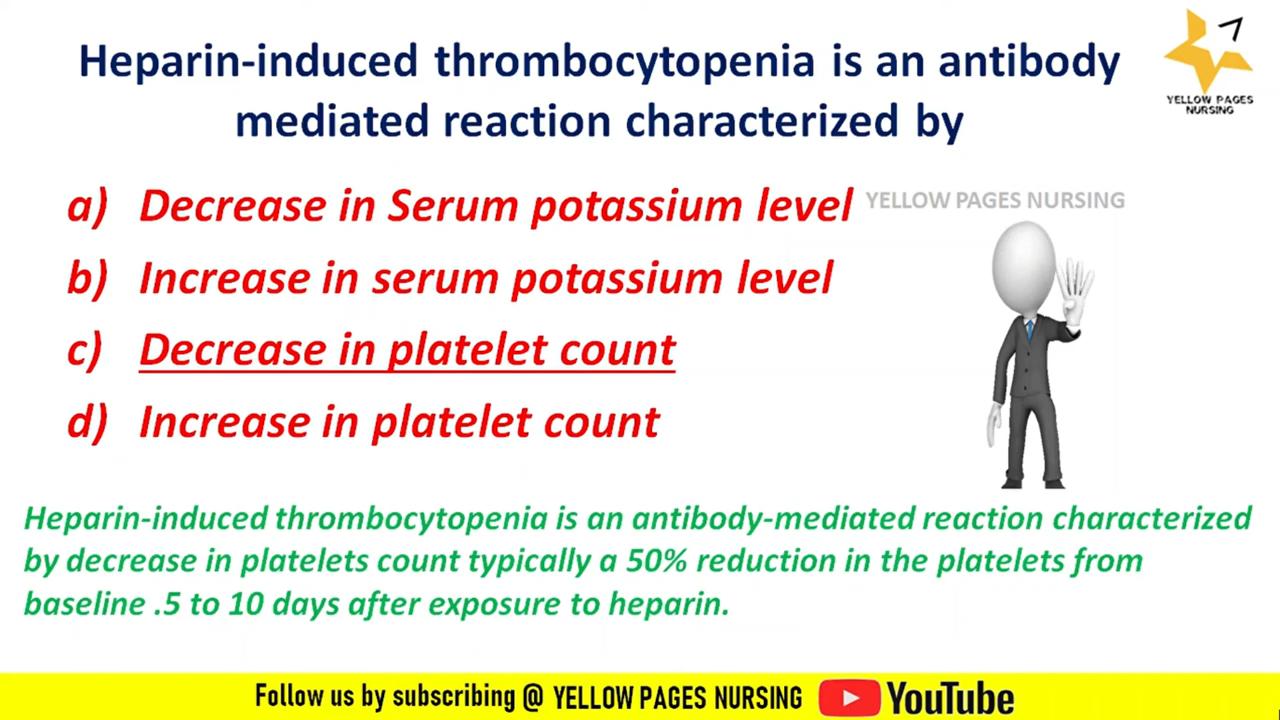 Heparin-induced thrombocytopenia is an antibody
mediated reaction characterized by
YELLOW PAGES
NURSING
a) Decrease in Serum potassium level
YELLOW PAGES NURSING
b) Increase in serum potassium level
c) Decrease in platelet count
d) Increase in platelet count
Heparin-induced thrombocytopenia is an antibody-mediated reaction characterized
by decrease in platelets count typically a 50% reduction in the platelets from
baseline .5 to 10 days after exposure to heparin.
Follow us by subscribing @ YELLOW PAGES NURSING YouTube